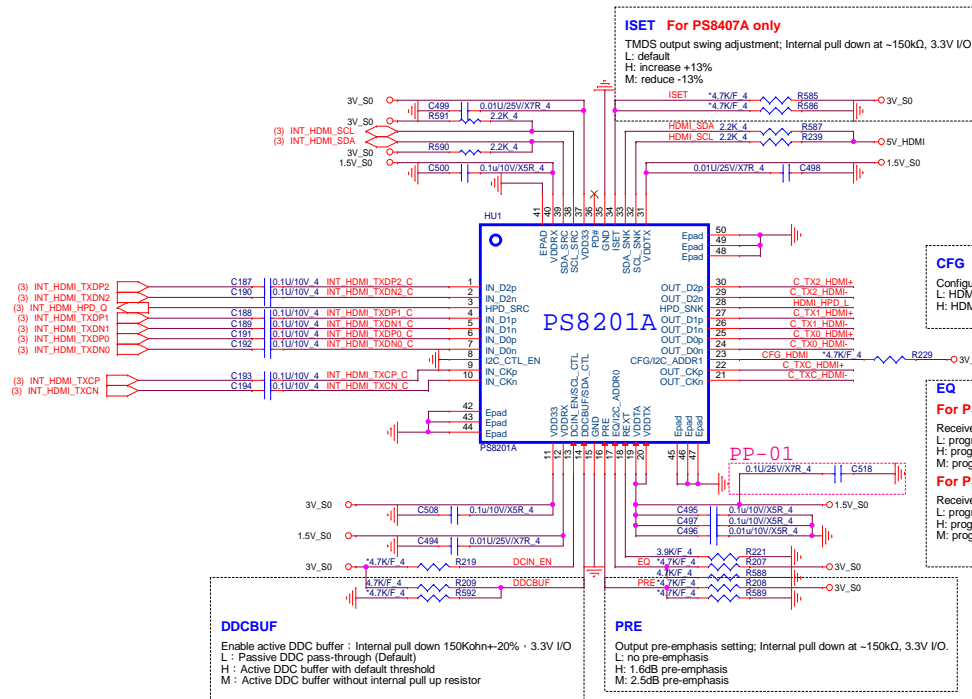 ISET For PS8407A only
TMDS output swing adjustment; Internal pull down at ~150kΩ, 3.3V I/O
L: default
H: increase +13%
M: reduce -13%
ISET *4.7K/F_4 R585
*4.7K/F_4 R586
3V_S0
3V_S0
C499 0.01U/25V/X7R_4
R591 2.2K_4
3V_S0
(3) INT_HDMI_SCL
(3) INT_HDMI_SDA
R590 2.2K_4
3V_S0
1.5V_S0
C500 0.1u/10V/X5R_4
HDMI_SDA 2.2K_4 R587
HDMI_SCL 2.2K_4 R239
5V_HDMI
1.5V_S0
0.01U/25V/X7R_4 C498
HU1
41 40 39 38 37 36 35 34 33 32 31
EPAD VDDRX SDA_SRC SCL_SRC VDD33 PD# GND ISET SDA_SNK SCL_SNK VDDTX
50 Epad
49 Epad
48 Epad
(3) INT_HDMI_TXDP2 C187 0.1U/10V_4 INT_HDMI_TXDP2_C 1 IN_D2p
(3) INT_HDMI_TXDN2 C190 0.1U/10V_4 INT_HDMI_TXDN2_C 2 IN_D2n
(3) INT_HDMI_HPD_Q 3 HPD_SRC
(3) INT_HDMI_TXDP1 C188 0.1U/10V_4 INT_HDMI_TXDP1_C 4 IN_D1p
(3) INT_HDMI_TXDN1 C189 0.1U/10V_4 INT_HDMI_TXDN1_C 5 IN_D1n
(3) INT_HDMI_TXDP0 C191 0.1U/10V_4 INT_HDMI_TXDP0_C 6 IN_D0p
(3) INT_HDMI_TXDN0 C192 0.1U/10V_4 INT_HDMI_TXDN0_C 7 IN_D0n
8 I2C_CTL_EN
(3) INT_HDMI_TXCP C193 0.1U/10V_4 INT_HDMI_TXCP_C 9 IN_CKp
(3) INT_HDMI_TXCN C194 0.1U/10V_4 INT_HDMI_TXCN_C 10 IN_CKn
PS8201A
OUT_D2p 30 C_TX2_HDMI+
OUT_D2n 29 C_TX2_HDMI-
HPD_SNK 28 HDMI_HPD_L
OUT_D1p 27 C_TX1_HDMI+
OUT_D1n 26 C_TX1_HDMI-
OUT_D0p 25 C_TX0_HDMI+
OUT_D0n 24 C_TX0_HDMI-
CFG/I2C_ADDR1 23 CFG_HDMI *4.7K/F_4 R229 3V_
OUT_CKp 22 C_TXC_HDMI+
OUT_CKn 21 C_TXC_HDMI-
42 Epad
43 Epad
44 Epad
PS8201A
VDD33 VDDRX DCIN_EN/SCL_CTL DDCBUF/SDA_CTL GND PRE EQ/I2C_ADDR0 REXT VDDTA VDDTX Epad Epad Epad
11 12 13 14 15 16 17 18 19 20 45 46 47
PP-01
0.1U/25V/X7R_4 C518
3V_S0
C508 0.1u/10V/X5R_4
1.5V_S0
C494 0.01U/25V/X7R_4
3V_S0
*4.7K/F_4 R219 DCIN_EN
4.7K/F_4 R209 DDCBUF
*4.7K/F_4 R592
1.5V_S0
C495 0.1u/10V/X5R_4
C497 0.1u/10V/X5R_4
C496 0.01u/10V/X5R_4
3.9K/F_4 R221
EQ *4.7K/F_4 R207 3V_S0
4.7K/F_4 R588
PRE *4.7K/F_4 R208 3V_S0
*4.7K/F_4 R589
CFG
Configu
L: HDM
H: HDM
EQ
For P
Receive
L: progr
H: prog
M: prog
For P
Receive
L: progr
H: prog
M: prog
DDCBUF
Enable active DDC buffer : Internal pull down 150Kohn+-20% , 3.3V I/O
L : Passive DDC pass-through (Default)
H : Active DDC buffer with default threshold
M : Active DDC buffer without internal pull up resistor
PRE
Output pre-emphasis setting; Internal pull down at ~150kΩ, 3.3V I/O.
L: no pre-emphasis
H: 1.6dB pre-emphasis
M: 2.5dB pre-emphasis